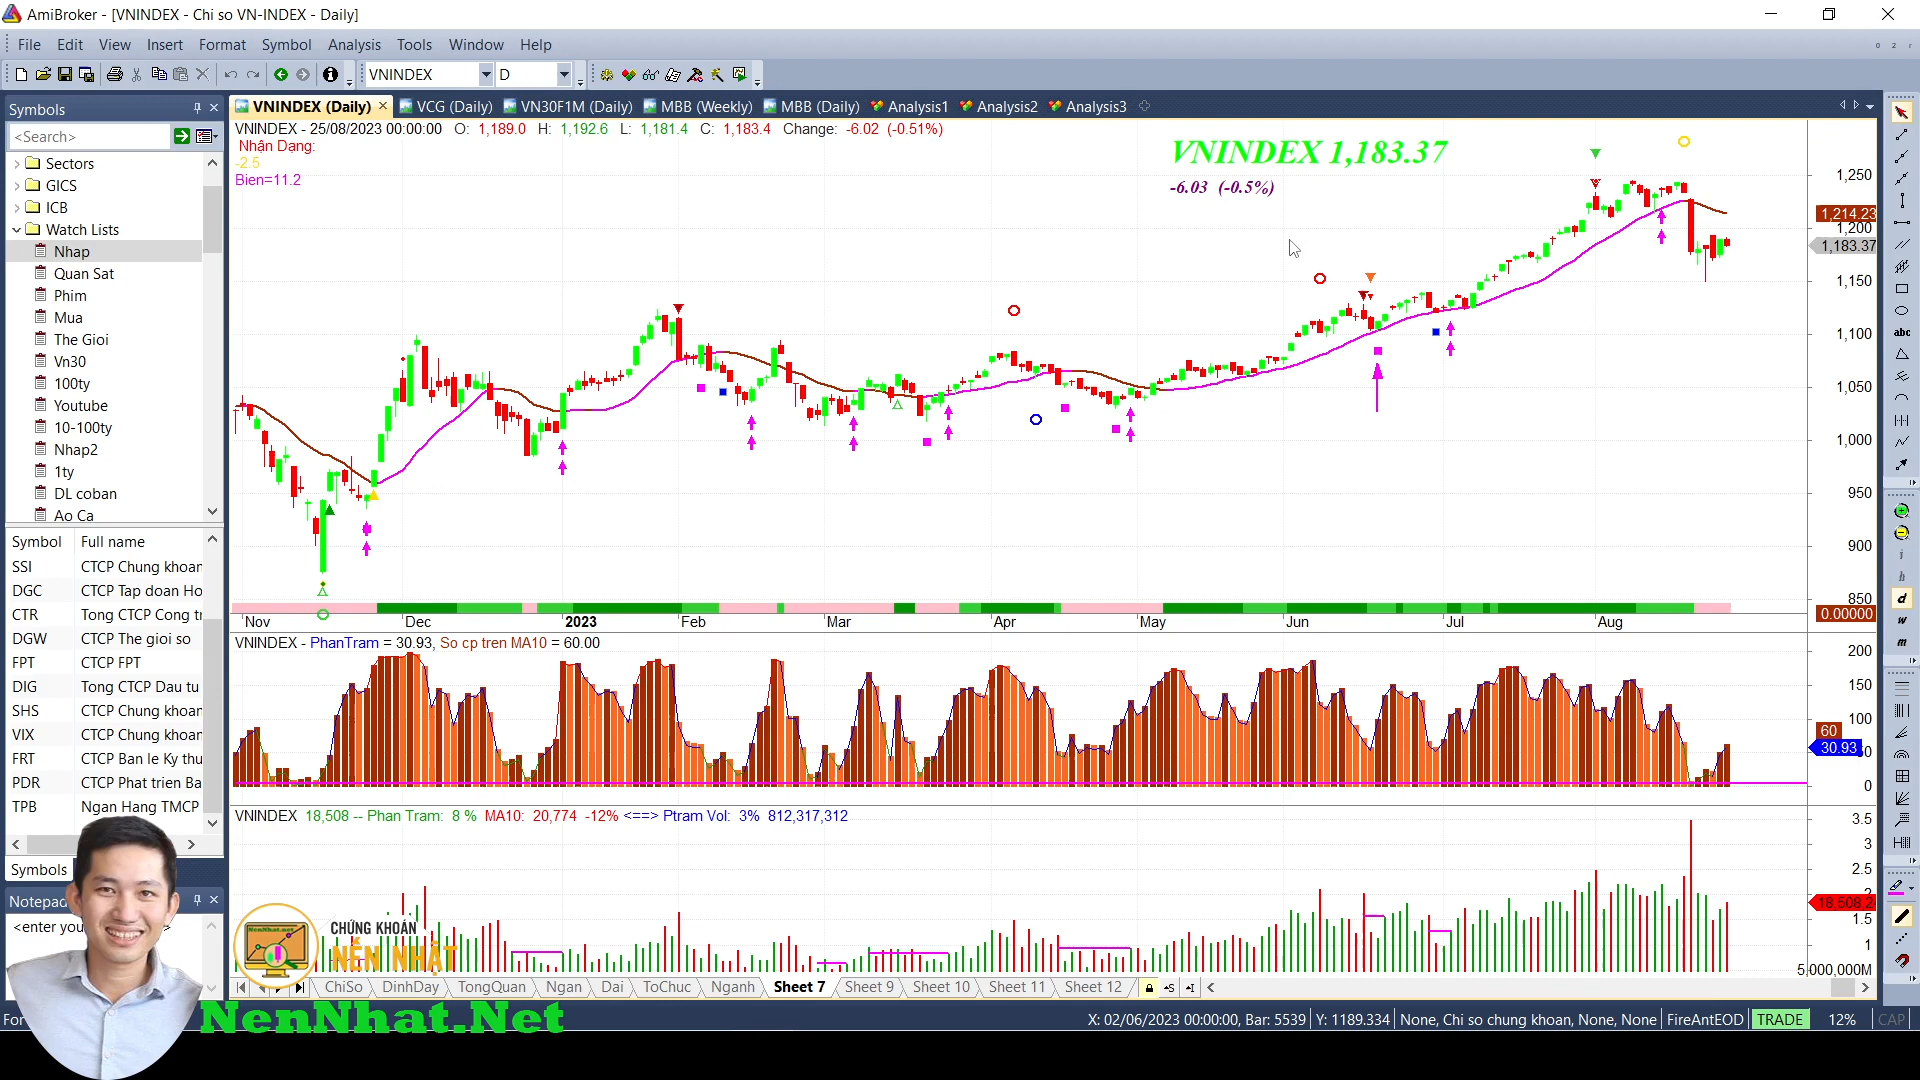 AmiBroker - [VNINDEX - Chi so VN-INDEX - Daily]
File Edit View Insert Format Symbol Analysis Tools Window Help
VNINDEX D
Symbols
<Search>
Sectors
GICS
ICB
Watch Lists
Nhap
Quan Sat
Phim
Mua
The Gioi
Vn30
100ty
Youtube
10-100ty
Nhap2
1ty
DL coban
Ao Ca
Symbol Full name
SSI CTCP Chung khoan
DGC CTCP Tap doan Ho
CTR Tong CTCP Cong tr
DGW CTCP The gioi so
FPT CTCP FPT
DIG Tong CTCP Dau tu
SHS CTCP Chung khoan
VIX CTCP Chung khoan
FRT CTCP Ban le Ky thu
PDR CTCP Phat trien Ba
TPB Ngan Hang TMCP
Symbols
Notepad
<enter you
VNINDEX (Daily) VCG (Daily) VN30F1M (Daily) MBB (Weekly) MBB (Daily) Analysis1 Analysis2 Analysis3
VNINDEX - 25/08/2023 00:00:00 O: 1,189.0 H: 1,192.6 L: 1,181.4 C: 1,183.4 Change: -6.02 (-0.51%)
Nhận Dạng:
-2.5
Bien=11.2
VNINDEX 1,183.37
-6.03 (-0.5%)
1,250
1,214.23
1,200
1,183.37
1,150
1,100
1,050
1,000
950
900
850
0.00000
Nov Dec 2023 Feb Mar Apr May Jun Jul Aug
VNINDEX - PhanTram = 30.93, So cp tren MA10 = 60.00
200
150
100
60
30.93
50
0
VNINDEX 18,508 -- Phan Tram: 8 % MA10: 20,774 -12% <==> Ptram Vol: 3% 812,317,312
3.5
3
2.5
2
18,508.2
1.5
1
5,000,000M
CHỨNG KHOÁN
NẾN NHẬT
NenNhat.net
ChiSo DinhDay TongQuan Ngan Dai ToChuc Nganh Sheet 7 Sheet 9 Sheet 10 Sheet 11 Sheet 12
NenNhat.Net
For
X: 02/06/2023 00:00:00, Bar: 5539 Y: 1189.334 None, Chi so chung khoan, None, None FireAntEOD TRADE 12% CAP
abc
i
h
d
w
m